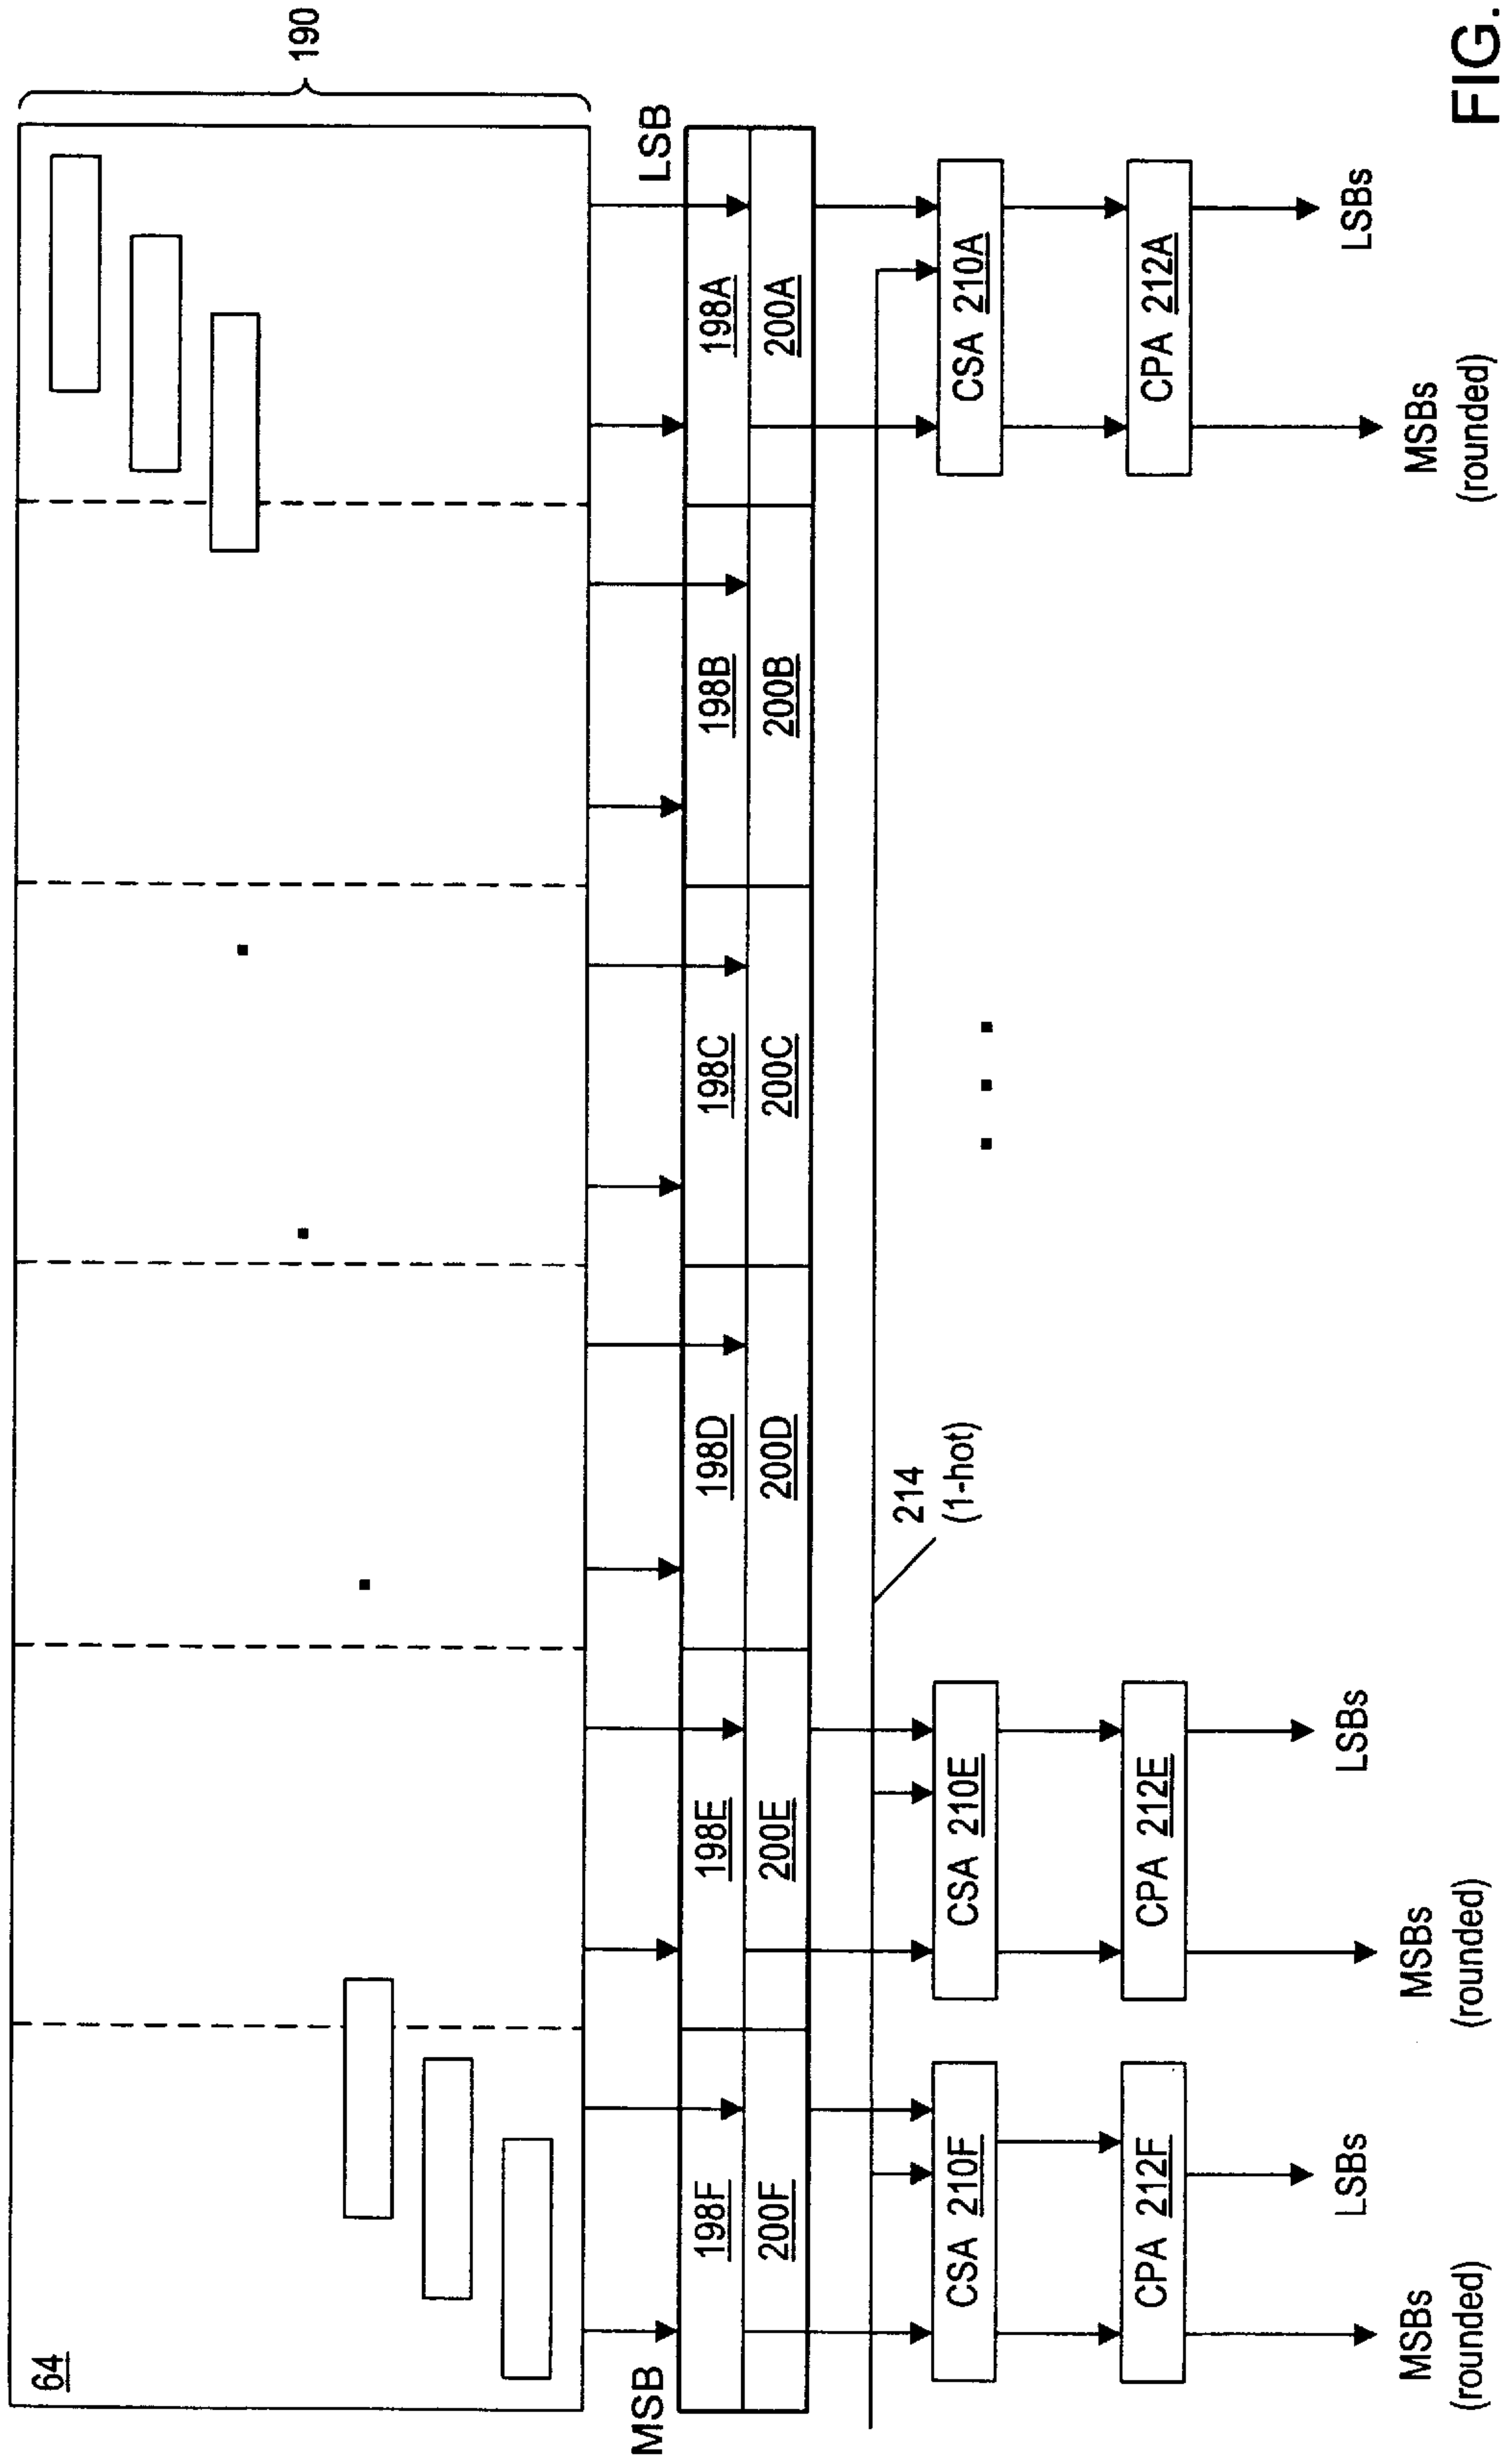 64
190
MSB
LSB
198F
198E
198D
198C
198B
198A
200F
200E
200D
200C
200B
200A
214
(1-hot)
CSA 210F
CSA 210E
CSA 210A
CPA 212F
CPA 212E
CPA 212A
MSBs
(rounded)
LSBs
MSBs
(rounded)
LSBs
MSBs
(rounded)
LSBs
FIG.